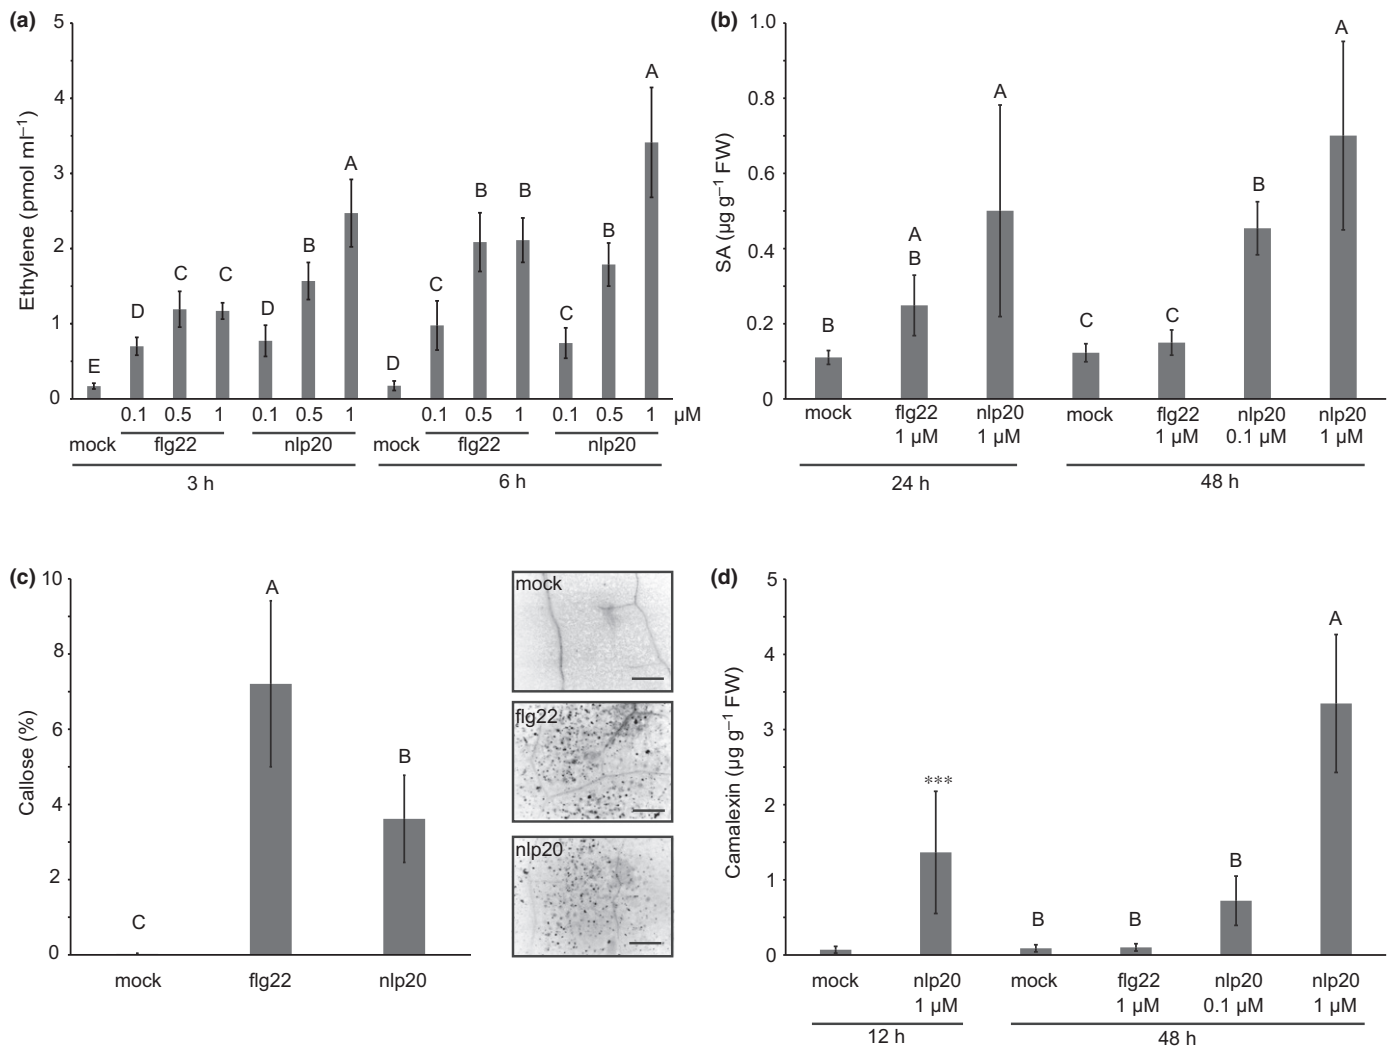 (a)
Ethylene (pmol ml⁻¹)
5
4
3
2
1
0
E
D
C
C
D
B
A
D
C
B
B
C
B
A
0.1 0.5 1 0.1 0.5 1 0.1 0.5 1 0.1 0.5 1 µM
mock flg22 nlp20 mock flg22 nlp20
3 h 6 h
(b)
SA (µg g⁻¹ FW)
1.0
0.8
0.6
0.4
0.2
0
B
A
B
A
C
C
B
A
mock flg22 nlp20 mock flg22 nlp20 nlp20
1 µM 1 µM 1 µM 0.1 µM 1 µM
24 h 48 h
(c)
Callose (%)
10
8
6
4
2
0
C
A
B
mock flg22 nlp20
mock
flg22
nlp20
(d)
Camalexin (µg g⁻¹ FW)
5
4
3
2
1
0
***
B
B
B
A
mock nlp20 mock flg22 nlp20 nlp20
1 µM 1 µM 0.1 µM 1 µM
12 h 48 h